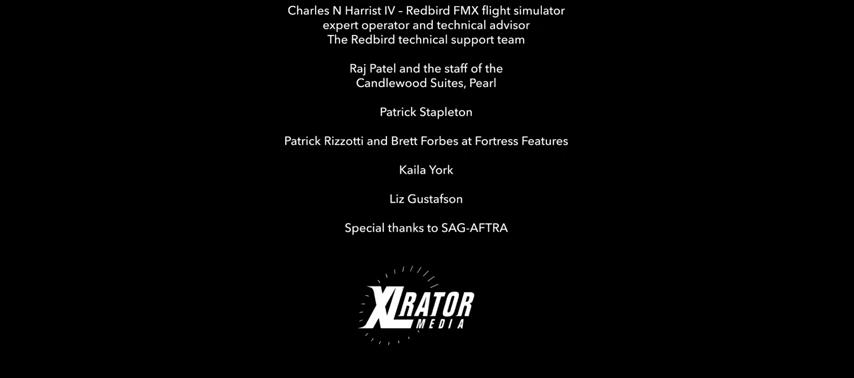 Charles N Harrist IV – Redbird FMX flight simulator
expert operator and technical advisor
The Redbird technical support team
Raj Patel and the staff of the
Candlewood Suites, Pearl
Patrick Stapleton
Patrick Rizzotti and Brett Forbes at Fortress Features
Kaila York
Liz Gustafson
Special thanks to SAG-AFTRA
XLRATOR
MEDIA